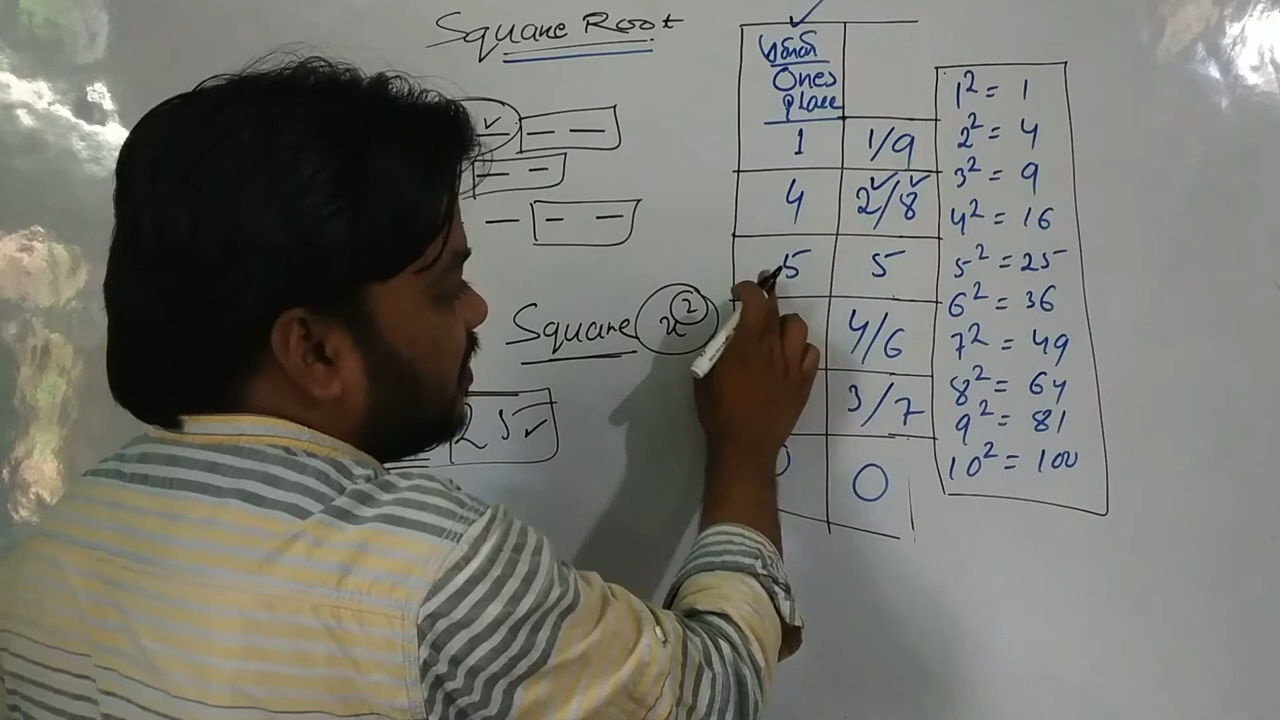 Square Root
Ones
place
1 1/9
4 2/8
5 5
4/6
3/7
0 0
1² = 1
2² = 4
3² = 9
4² = 16
5² = 25
6² = 36
7² = 49
8² = 64
9² = 81
10² = 100
Square x²
25